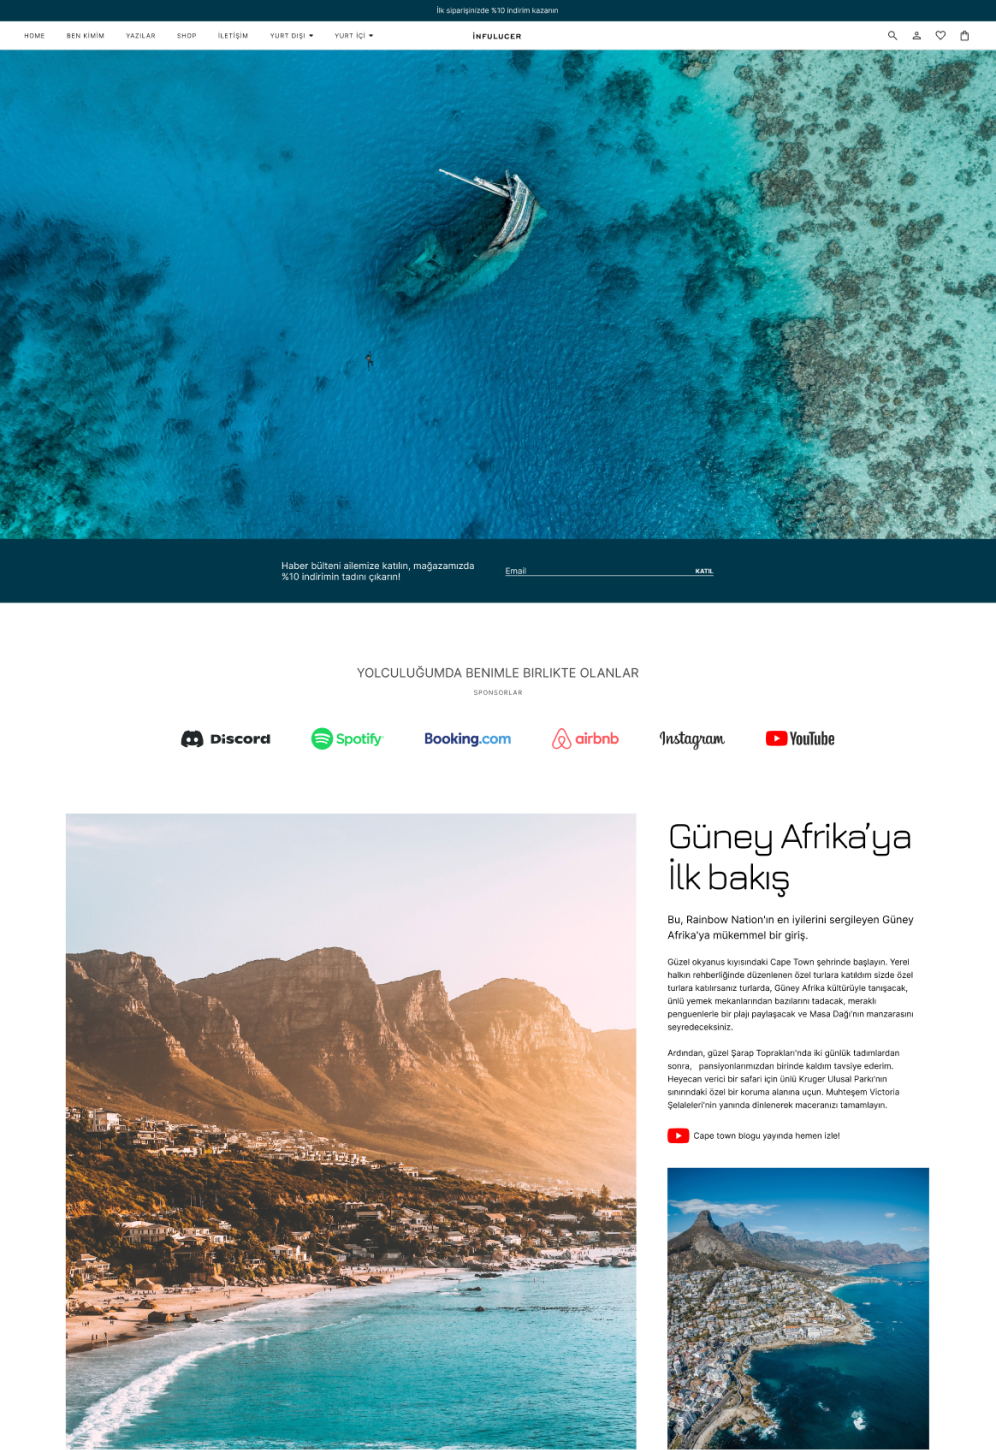 İlk siparişinizde %10 indirim kazanın
HOME BEN KİMİM YAZILAR SHOP İLETİŞİM YURT DIŞI YURT İÇİ İNFULUCER
Haber bülteni ailemize katılın, mağazamızda
%10 indirimin tadını çıkarın!
Email KATIL
YOLCULUĞUMDA BENIMLE BIRLIKTE OLANLAR
SPONSORLAR
Discord Spotify Booking.com airbnb Instagram YouTube
Güney Afrika'ya
İlk bakış
Bu, Rainbow Nation'ın en iyilerini sergileyen Güney
Afrika'ya mükemmel bir giriş.
Güzel okyanus kıyısındaki Cape Town şehrinde başlayın. Yerel
halkın rehberliğinde düzenlenen özel turlara katıldım sizde özel
turlara katılırsanız turlarda, Güney Afrika kültürüyle tanışacak,
ünlü yemek mekanlarından bazılarını tadacak, meraklı
penguenlerle bir plajı paylaşacak ve Masa Dağı'nın manzarasını
seyredeceksiniz.
Ardından, güzel Şarap Toprakları'nda iki günlük tadımlardan
sonra, pansiyonlarımızdan birinde kaldım tavsiye ederim.
Heyecan verici bir safari için ünlü Kruger Ulusal Parkı'nın
sınırındaki özel bir koruma alanına uçun. Muhteşem Victoria
Şelaleleri'nin yanında dinlenerek maceranızı tamamlayın.
Cape town blogu yayında hemen izle!